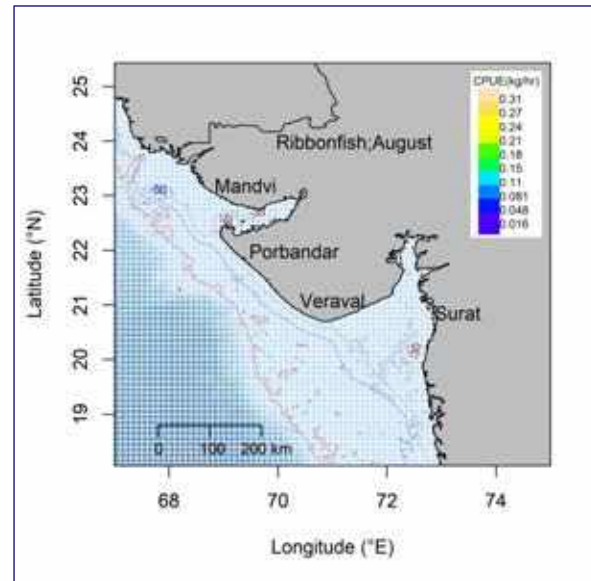 CPUE(kg/hr)
0.31
0.27
0.24
0.21
0.18
0.15
0.11
0.081
0.048
0.016
Ribbonfish;August
Mandvi
Porbandar
Veraval
Surat
-50
0 100 200 km
25
24
23
22
21
20
19
Latitude (°N)
68 70 72 74
Longitude (°E)